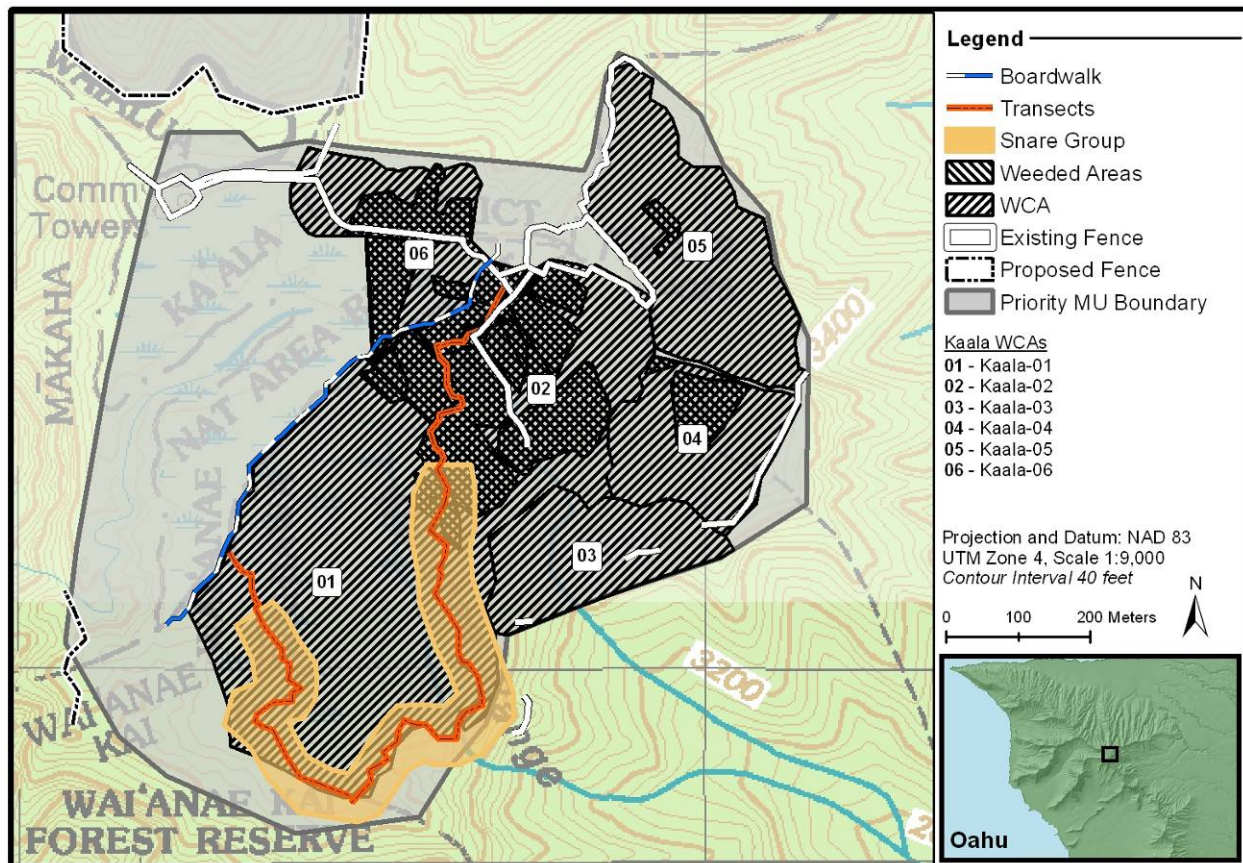 WAIALU
Comm
Tower
MĀKAHA
KA'ALA
NAT AREA R
ICT
WAI'ANAE
KAI
WAI'ANAE KAI
FOREST RESERVE
nge
3400
3200
01
02
03
04
05
06
Legend
Boardwalk
Transects
Snare Group
Weeded Areas
WCA
Existing Fence
Proposed Fence
Priority MU Boundary
Kaala WCAs
01 - Kaala-01
02 - Kaala-02
03 - Kaala-03
04 - Kaala-04
05 - Kaala-05
06 - Kaala-06
Projection and Datum: NAD 83
UTM Zone 4, Scale 1:9,000
Contour Interval 40 feet
N
0 100 200 Meters
Oahu